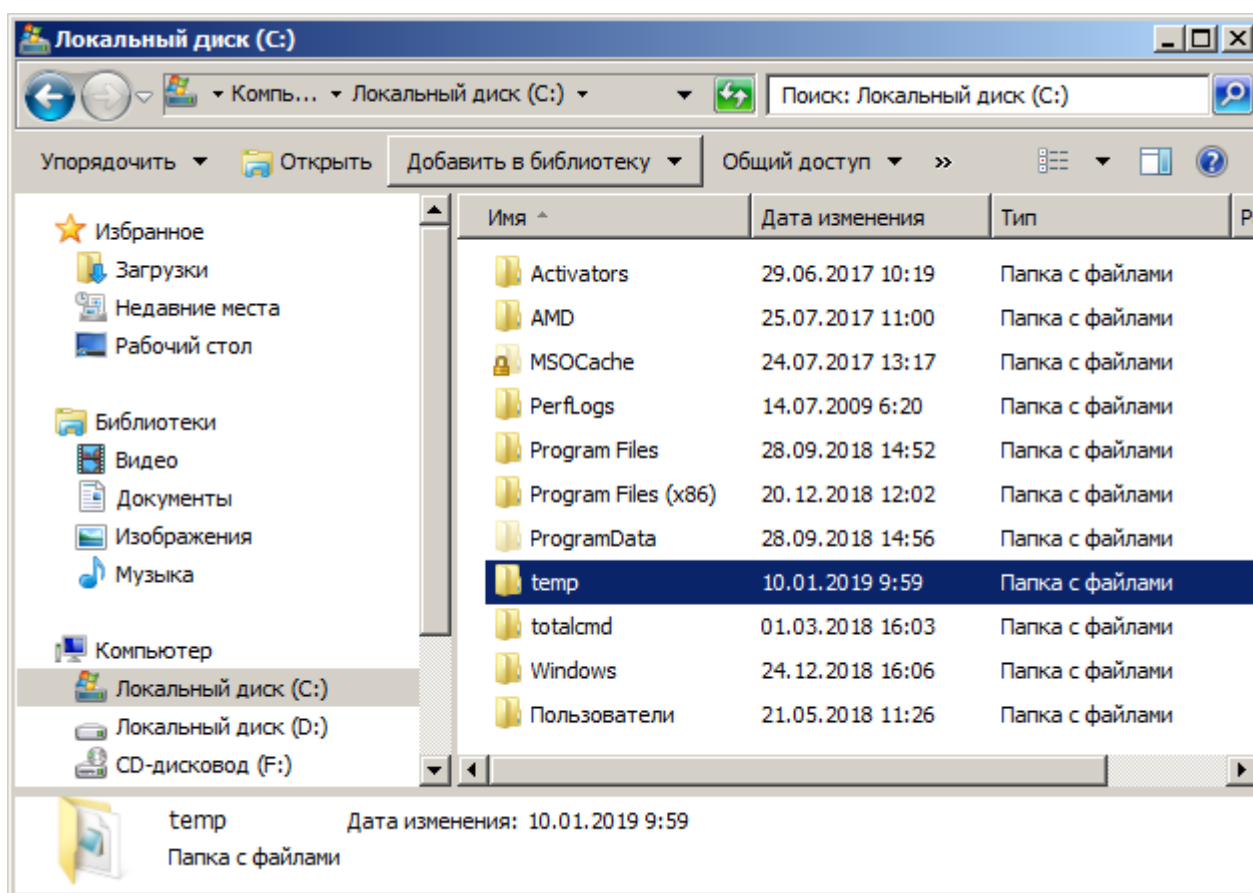 Локальный диск (C:)
Компь... Локальный диск (C:) Поиск: Локальный диск (C:)
Упорядочить Открыть Добавить в библиотеку Общий доступ »
Избранное
Загрузки
Недавние места
Рабочий стол
Библиотеки
Видео
Документы
Изображения
Музыка
Компьютер
Локальный диск (C:)
Локальный диск (D:)
CD-дисковод (F:)
Имя Дата изменения Тип Р
Activators 29.06.2017 10:19 Папка с файлами
AMD 25.07.2017 11:00 Папка с файлами
MSOCache 24.07.2017 13:17 Папка с файлами
PerfLogs 14.07.2009 6:20 Папка с файлами
Program Files 28.09.2018 14:52 Папка с файлами
Program Files (x86) 20.12.2018 12:02 Папка с файлами
ProgramData 28.09.2018 14:56 Папка с файлами
temp 10.01.2019 9:59 Папка с файлами
totalcmd 01.03.2018 16:03 Папка с файлами
Windows 24.12.2018 16:06 Папка с файлами
Пользователи 21.05.2018 11:26 Папка с файлами
temp Дата изменения: 10.01.2019 9:59
Папка с файлами